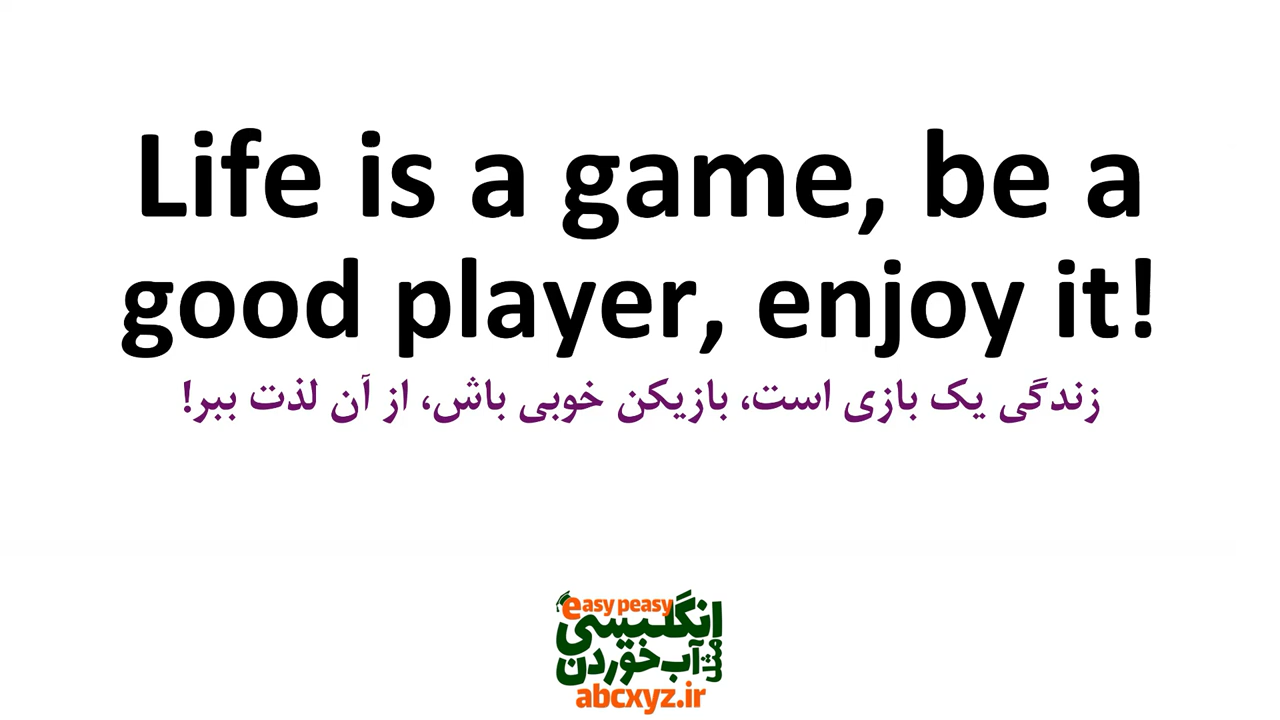 Life is a game, be a
good player, enjoy it!
زندگی یک بازی است، بازیکن خوبی باش، از آن لذت ببر!
easy peasy
انگلیسی
مثل آب خوردن
abcxyz.ir